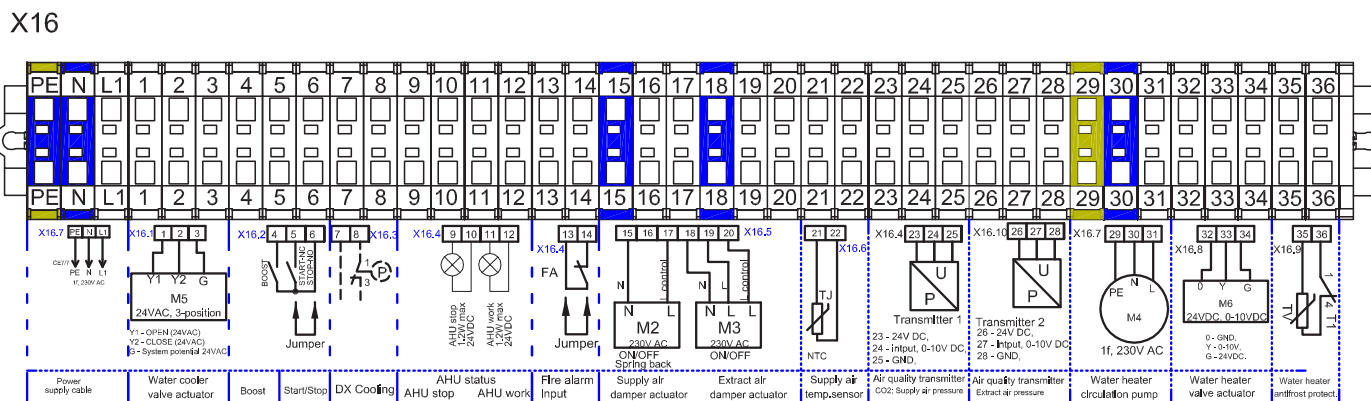 X16
PE N L1 1 2 3 4 5 6 7 8 9 10 11 12 13 14 15 16 17 18 19 20 21 22 23 24 25 26 27 28 29 30 31 32 33 34 35 36
PE N L1 1 2 3 4 5 6 7 8 9 10 11 12 13 14 15 16 17 18 19 20 21 22 23 24 25 26 27 28 29 30 31 32 33 34 35 36
X16.7 PE N L1
CE7/7
PE N L1
1f, 230V AC
Power
supply cable
X16.1 1 2 3
Y1 Y2 G
M5
24VAC, 3-position
Y1 - OPEN (24VAC)
Y2 - CLOSE (24VAC)
G - System potential 24VAC
Water cooler
valve actuator
X16.2 4 5 6
BOOST
START-NC
STOP-NO
Jumper
Boost
Start/Stop
7 8 X16.3
1
P
3
DX Cooling
X16.4 9 10 11 12
AHU stop
1,2W max
24VDC
AHU work
1,2W max
24VDC
AHU status
AHU stop AHU work
13 14
X16.4
FA
Jumper
Fire alarm
Input
15 16 17 18 19 20 X16.5
N L control N L control
N L N L L
M2
230V AC
ON/OFF
Spring back
M3
230V AC
ON/OFF
Supply air
damper actuator
Extract air
damper actuator
21 22
X16.6
TJ
NTC
Supply air
temp.sensor
X16.4 23 24 25
U
P
Transmitter 1
23 - 24V DC,
24 - intput, 0-10V DC,
25 - GND,
Air quality transmitter
CO2; Supply air pressure
X16.10 26 27 28
U
P
Transmitter 2
26 - 24V DC,
27 - Intput, 0-10V DC
28 - GND,
Air quality transmitter
Extract air pressure
X16.7 29 30 31
PE N L
M4
1f, 230V AC
Water heater
circulation pump
32 33 34
X16.8
0 Y G
M6
24VDC, 0-10VDC
0 - GND,
Y - 0-10V,
G - 24VDC.
Water heater
valve actuator
35 36
X16.9
1
4
TV
T1
Water heater
antifrost protect.